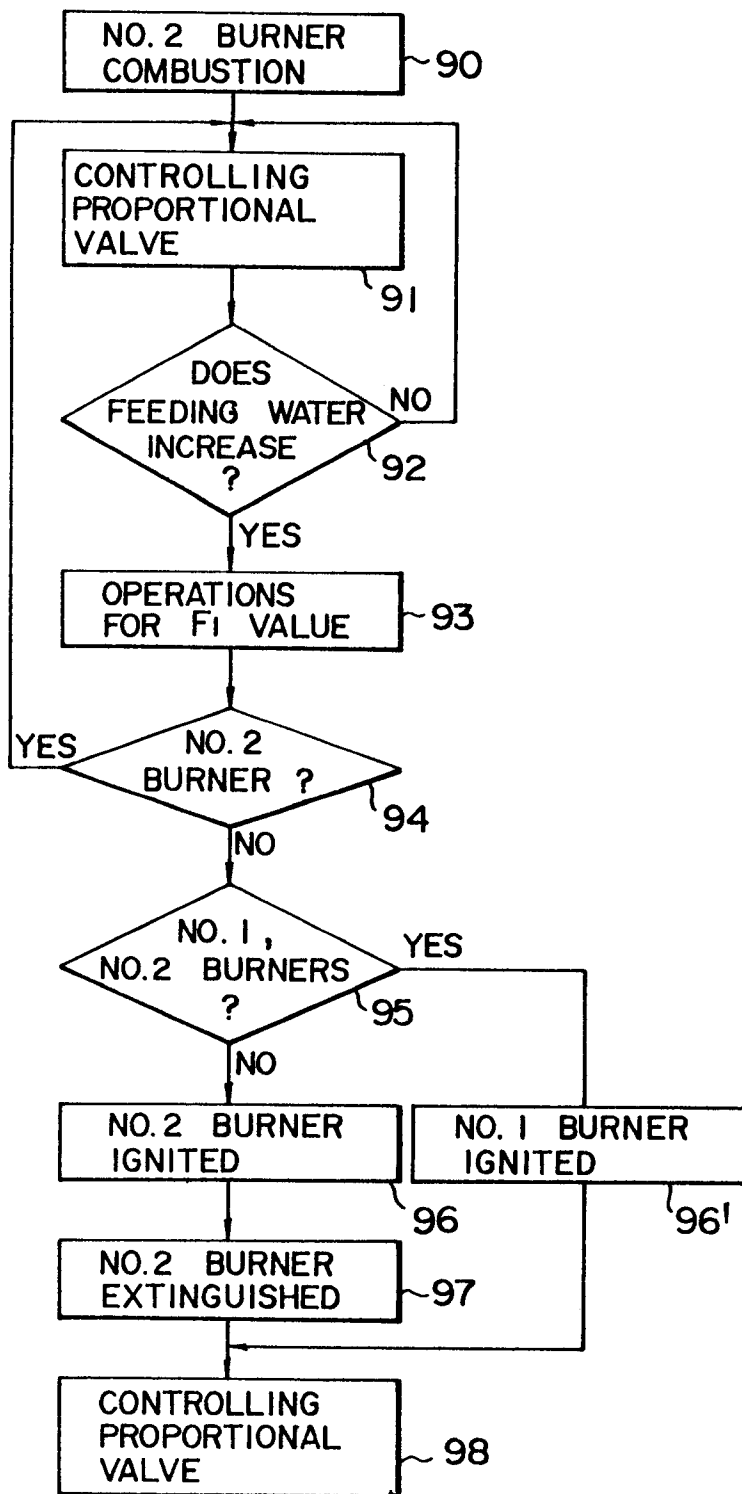 NO. 2 BURNER
COMBUSTION
90
CONTROLLING
PROPORTIONAL
VALVE
91
DOES
FEEDING WATER
INCREASE
?
NO
92
YES
OPERATIONS
FOR F1 VALUE
93
YES
NO. 2
BURNER ?
94
NO
NO. 1,
NO. 2 BURNERS
?
YES
95
NO
NO. 2 BURNER
IGNITED
96
NO. 1 BURNER
IGNITED
96'
NO. 2 BURNER
EXTINGUISHED
97
CONTROLLING
PROPORTIONAL
VALVE
98